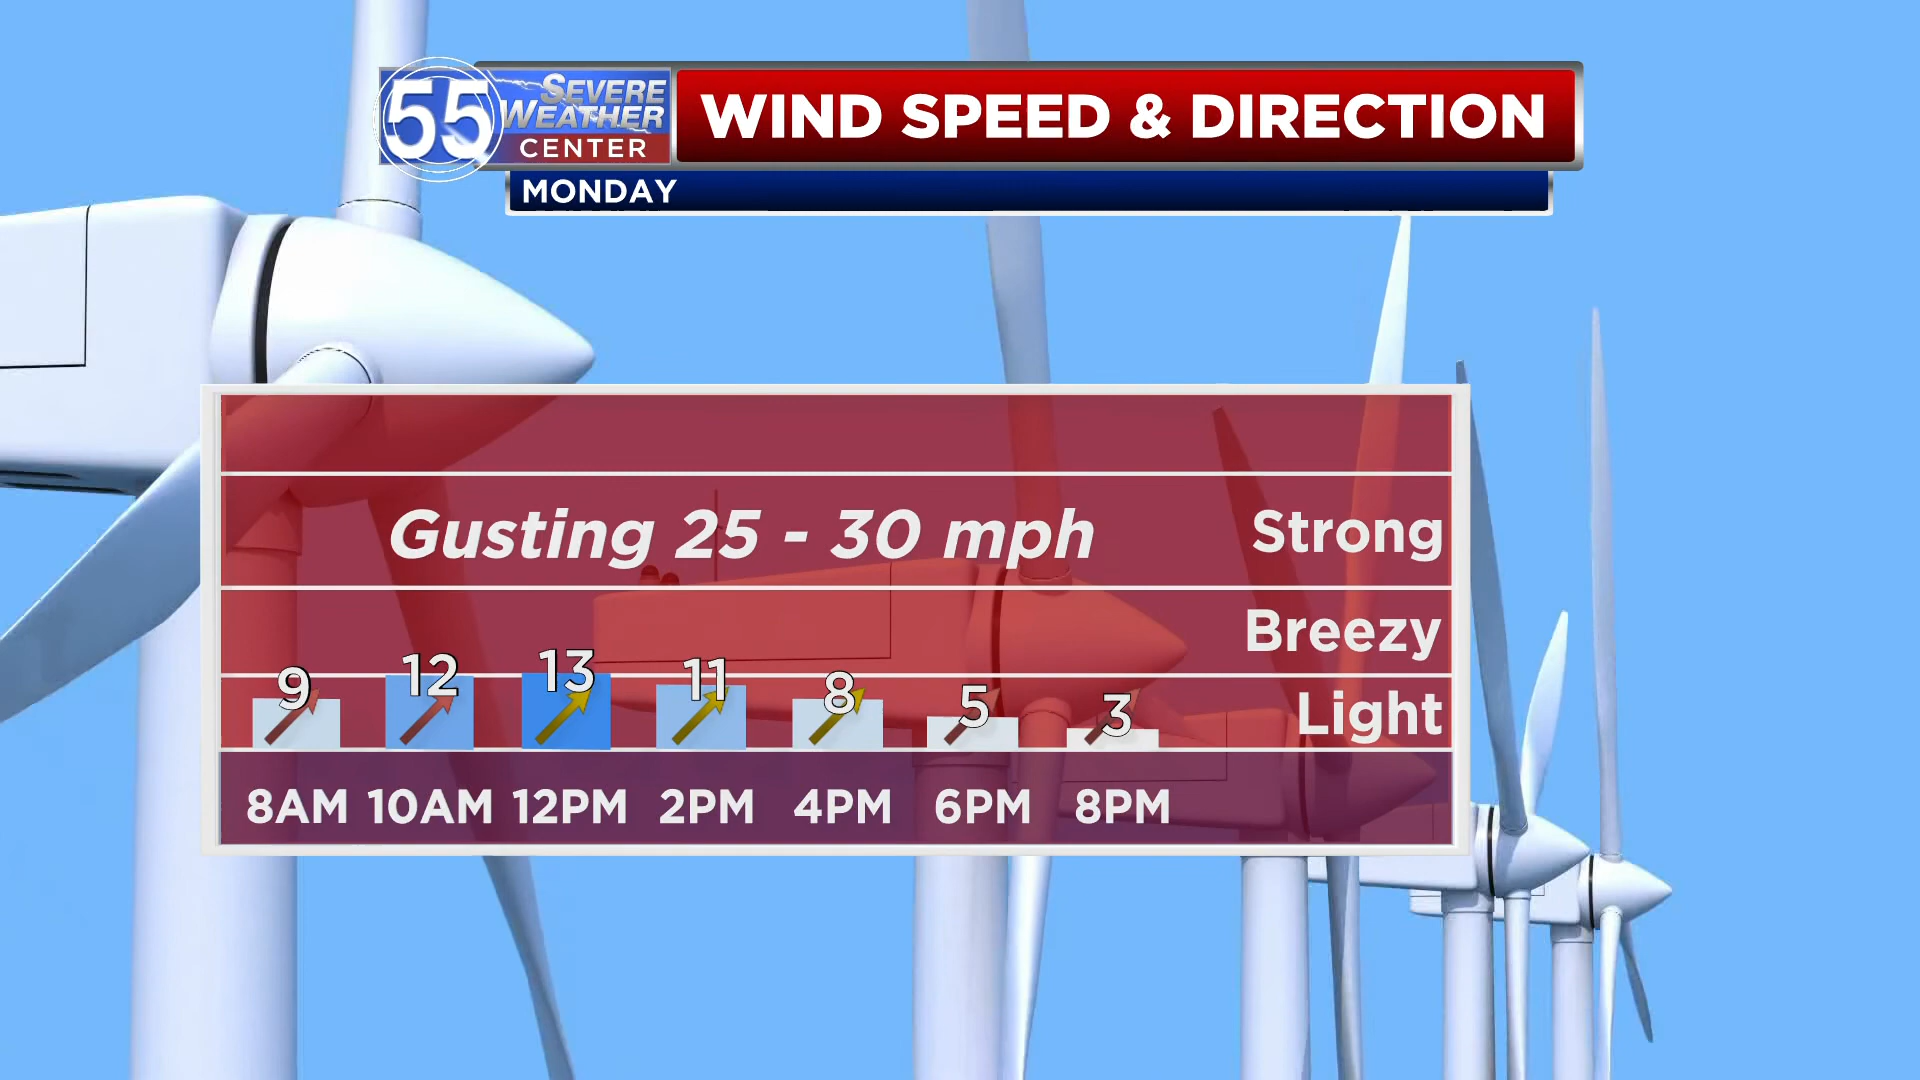 55 SEVERE
WEATHER
CENTER
WIND SPEED & DIRECTION
MONDAY
Gusting 25 - 30 mph
Strong
Breezy
Light
9 12 13 11 8 5 3
8AM 10AM 12PM 2PM 4PM 6PM 8PM